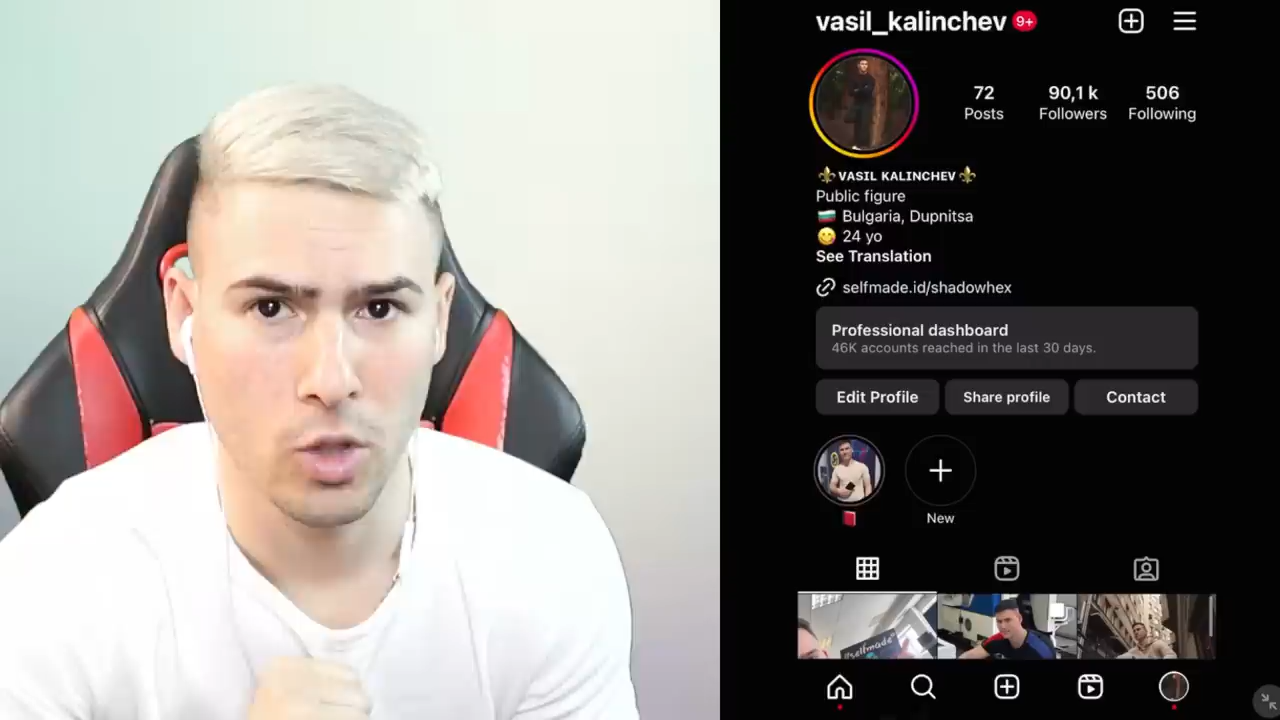 vasil_kalinchev 9+
72 90,1 k 506
Posts Followers Following
⚜️VASIL KALINCHEV⚜️
Public figure
🇧🇬 Bulgaria, Dupnitsa
😋 24 yo
See Translation
selfmade.id/shadowhex
Professional dashboard
46K accounts reached in the last 30 days.
Edit Profile Share profile Contact
New
itselfmade